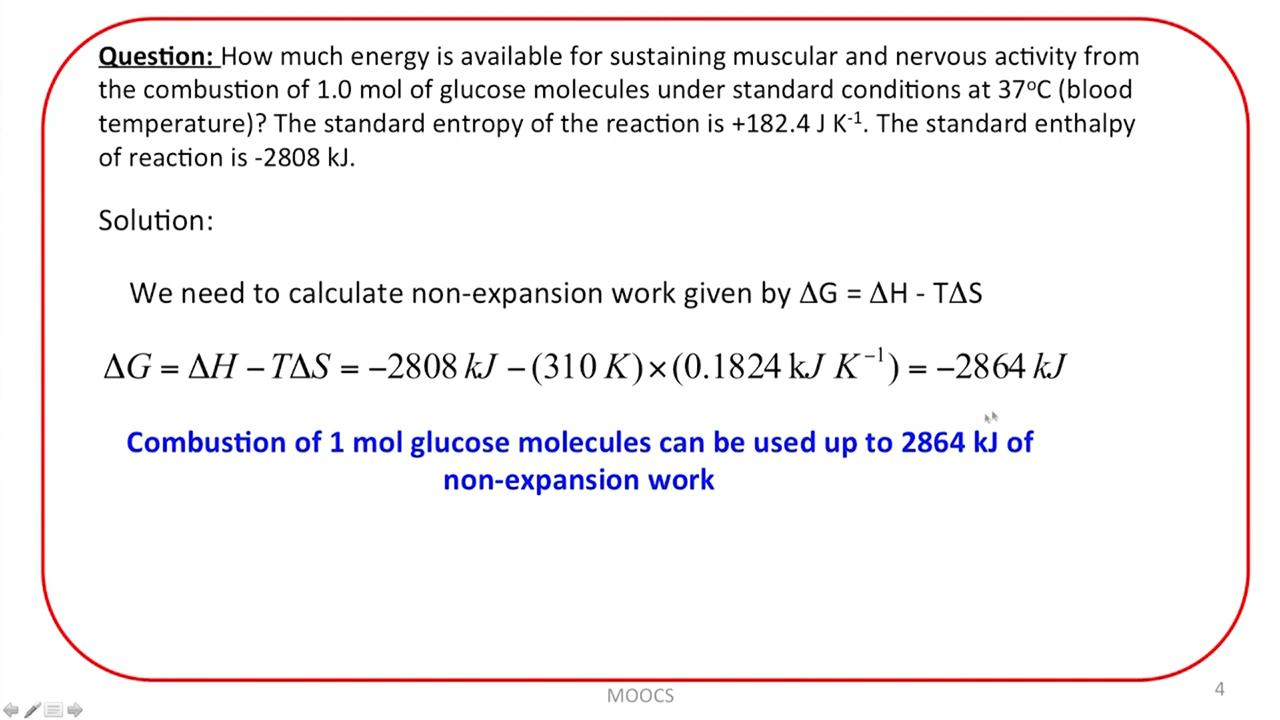 Question: How much energy is available for sustaining muscular and nervous activity from
the combustion of 1.0 mol of glucose molecules under standard conditions at 37ºC (blood
temperature)? The standard entropy of the reaction is +182.4 J K⁻¹. The standard enthalpy
of reaction is -2808 kJ.
Solution:
We need to calculate non-expansion work given by ΔG = ΔH - TΔS
ΔG = ΔH − TΔS = −2808 kJ − (310 K) × (0.1824 kJ K⁻¹) = −2864 kJ
Combustion of 1 mol glucose molecules can be used up to 2864 kJ of
non-expansion work
MOOCS
4